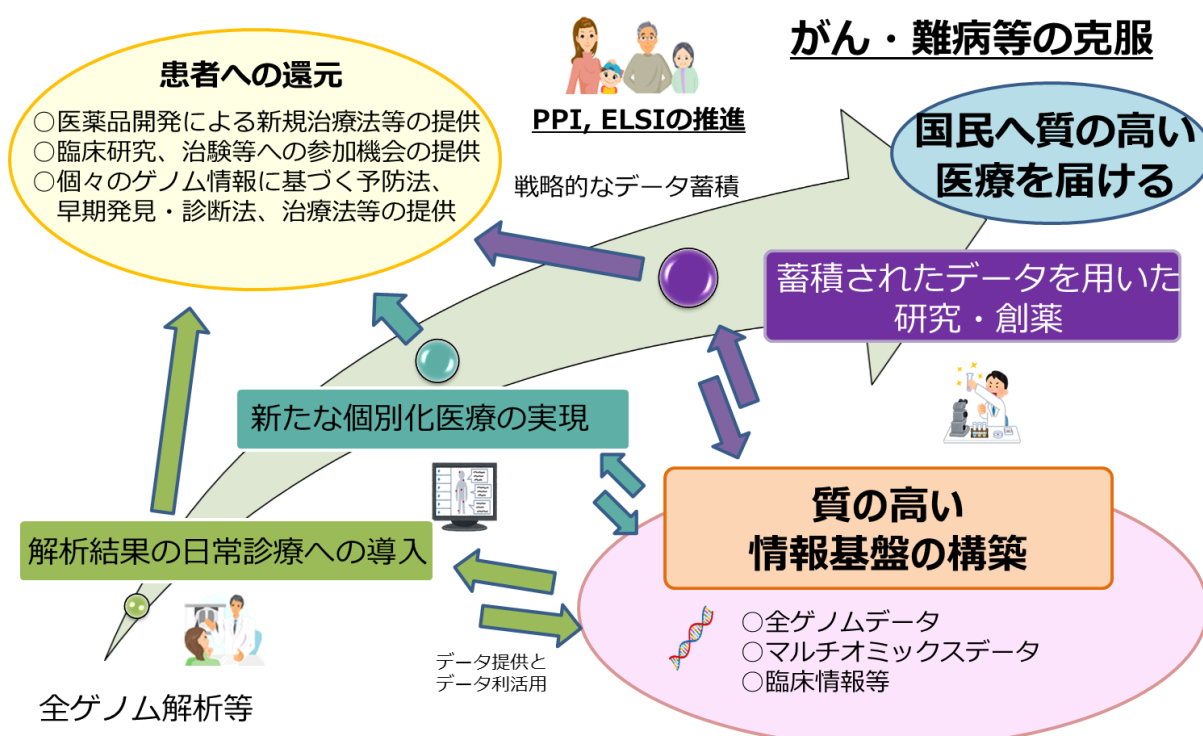 がん・難病等の克服
患者への還元
○医薬品開発による新規治療法等の提供
○臨床研究、治験等への参加機会の提供
○個々のゲノム情報に基づく予防法、
早期発見・診断法、治療法等の提供
PPI, ELSIの推進
戦略的なデータ蓄積
国民へ質の高い
医療を届ける
蓄積されたデータを用いた
研究・創薬
新たな個別化医療の実現
解析結果の日常診療への導入
質の高い
情報基盤の構築
○全ゲノムデータ
○マルチオミックスデータ
○臨床情報等
データ提供と
データ利活用
全ゲノム解析等